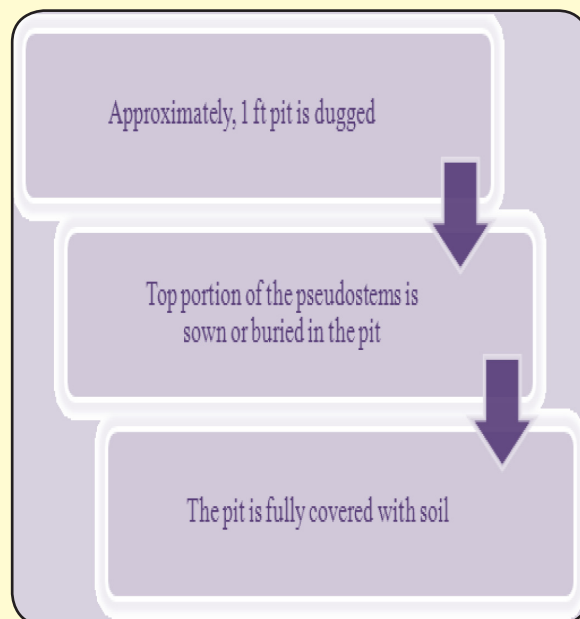 Approximately, 1 ft pit is dugged
Top portion of the pseudostems is
sown or buried in the pit
The pit is fully covered with soil